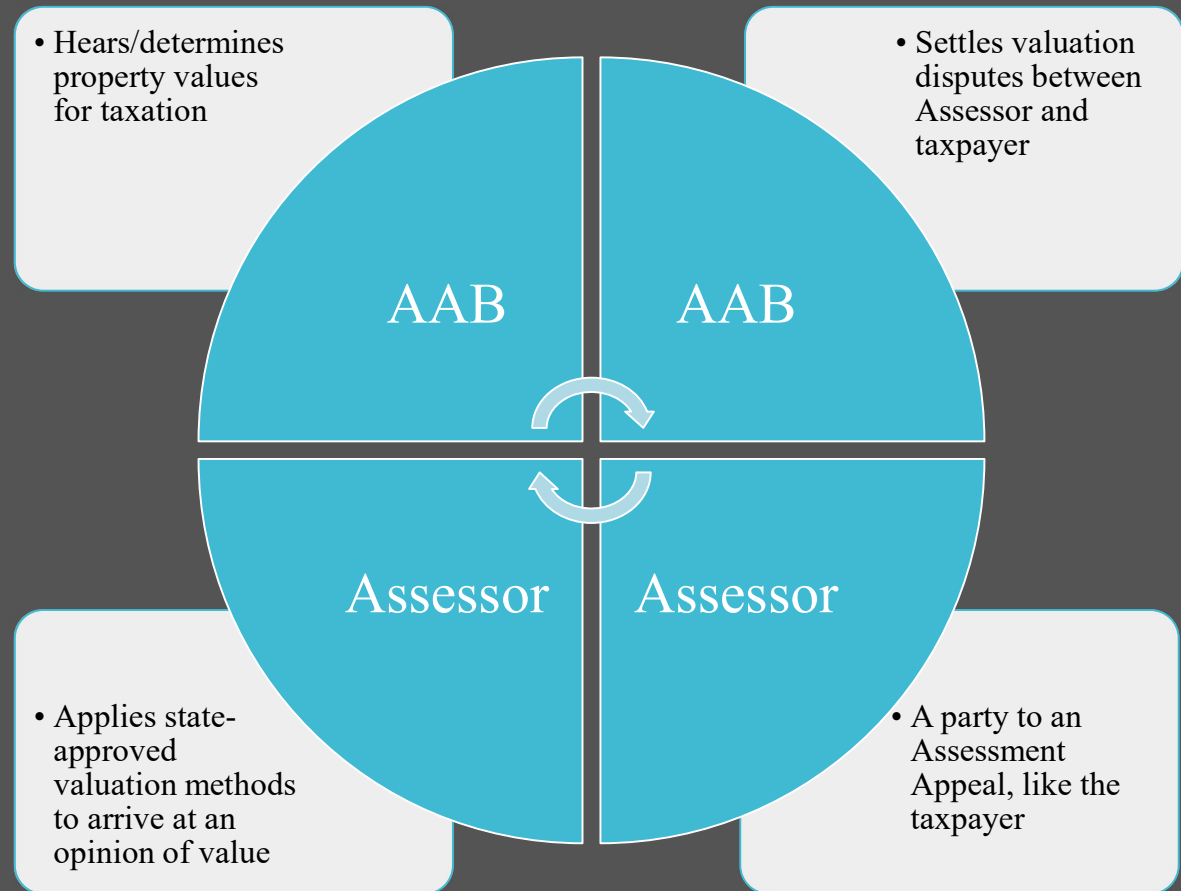 • Hears/determines
property values
for taxation
• Settles valuation
disputes between
Assessor and
taxpayer
AAB
AAB
Assessor
Assessor
• Applies state-
approved
valuation methods
to arrive at an
opinion of value
• A party to an
Assessment
Appeal, like the
taxpayer